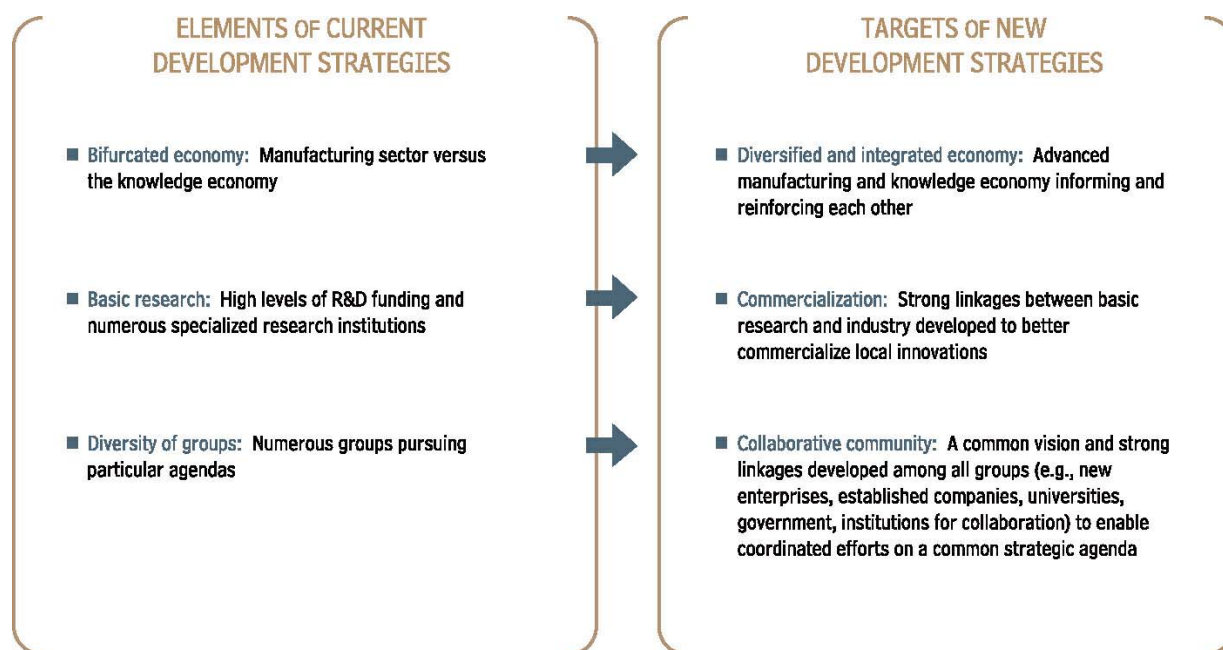 ELEMENTS OF CURRENT
DEVELOPMENT STRATEGIES
Bifurcated economy: Manufacturing sector versus
the knowledge economy
Basic research: High levels of R&D funding and
numerous specialized research institutions
Diversity of groups: Numerous groups pursuing
particular agendas
TARGETS OF NEW
DEVELOPMENT STRATEGIES
Diversified and integrated economy: Advanced
manufacturing and knowledge economy informing and
reinforcing each other
Commercialization: Strong linkages between basic
research and industry developed to better
commercialize local innovations
Collaborative community: A common vision and strong
linkages developed among all groups (e.g., new
enterprises, established companies, universities,
government, institutions for collaboration) to enable
coordinated efforts on a common strategic agenda